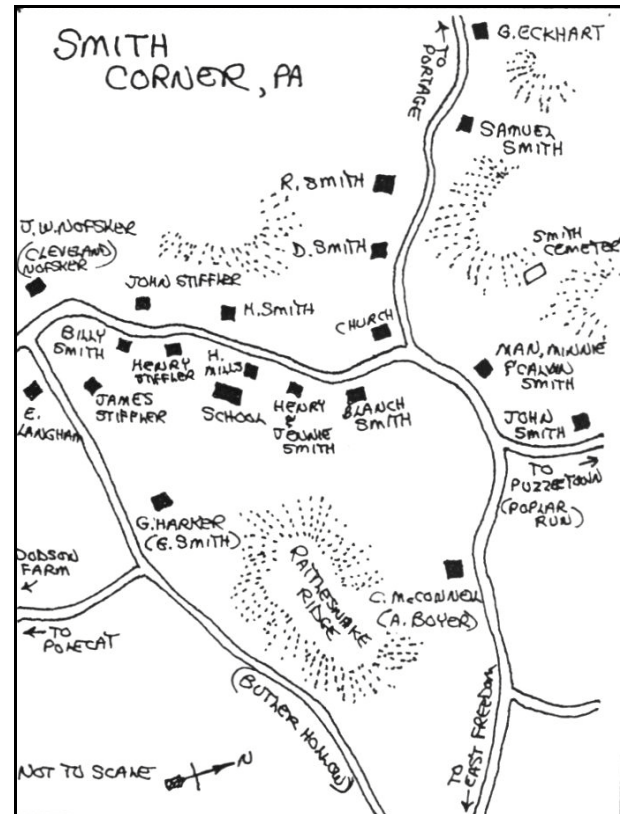 SMITH
CORNER, PA
G. ECKHART
← TO
PORTAGE
SAMUEL
SMITH
R. SMITH
SMITH
CEMETERY
J. W. NOFSKER
(CLEVELAND)
NOFSKER
D. SMITH
JOHN STIFFLER
M. SMITH
CHURCH
BILLY
SMITH
HENRY
STIFFLER
H.
MILLS
MAN, MINNIE
& CALVIN
SMITH
E.
LANGHAM
JAMES
STIFFLER
SCHOOL
HENRY
&
JENNIE
SMITH
BLANCH
SMITH
JOHN
SMITH
TO →
PUZZETOWN
(POPLAR
RUN)
G. HARKER
(E. SMITH)
RATTLESNAKE
RIDGE
DODSON
FARM
← TO
POLECAT
C. McCONNELL
(A. BOYER)
(BUTHER HOLLOW)
← TO
EAST FREEDOM
NOT TO SCALE
N